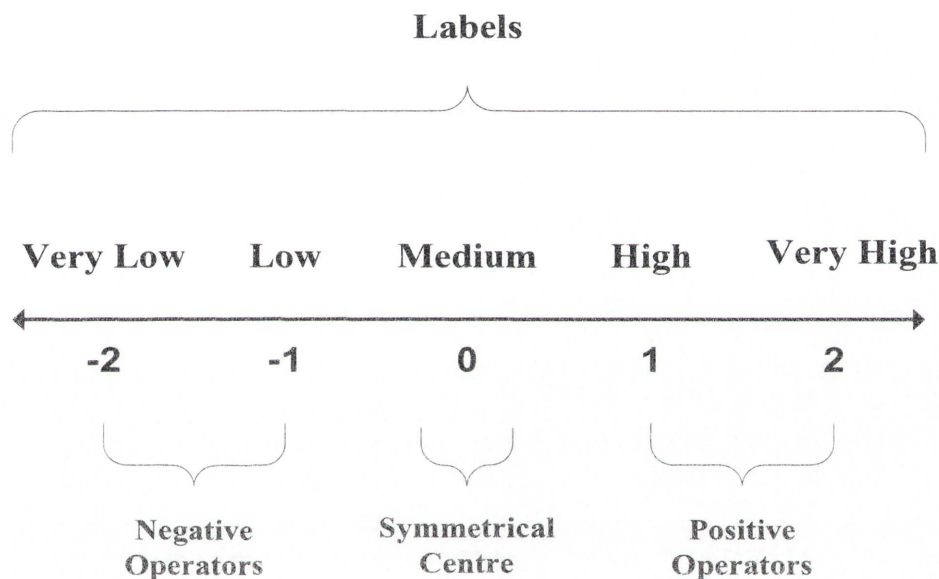 Labels
Very Low Low Medium High Very High
-2 -1 0 1 2
Negative Symmetrical Positive
Operators Centre Operators